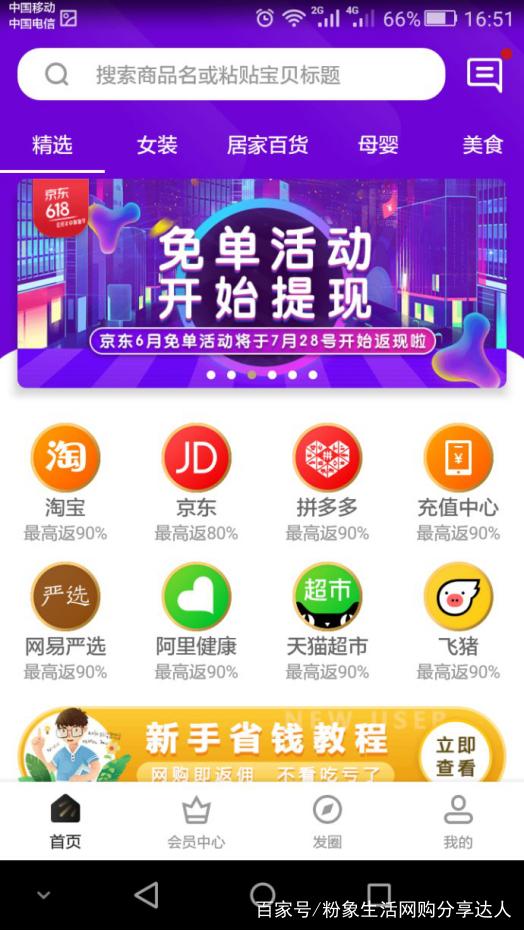 中国移动
中国电信
2G 4G 66% 16:51
搜索商品名或粘贴宝贝标题
精选 女装 居家百货 母婴 美食
京东
618
免单活动
开始提现
京东6月免单活动将于7月28号开始返现啦
淘 JD 拼 ¥
淘宝 京东 拼多多 充值中心
最高返90% 最高返80% 最高返90% 最高返90%
严选 超市
网易严选 阿里健康 天猫超市 飞猪
最高返90% 最高返90% 最高返90% 最高返90%
NEW USER
新手省钱教程
网购即返佣 不看吃亏了
立即
查看
首页 会员中心 发圈 我的
百家号/粉象生活网购分享达人